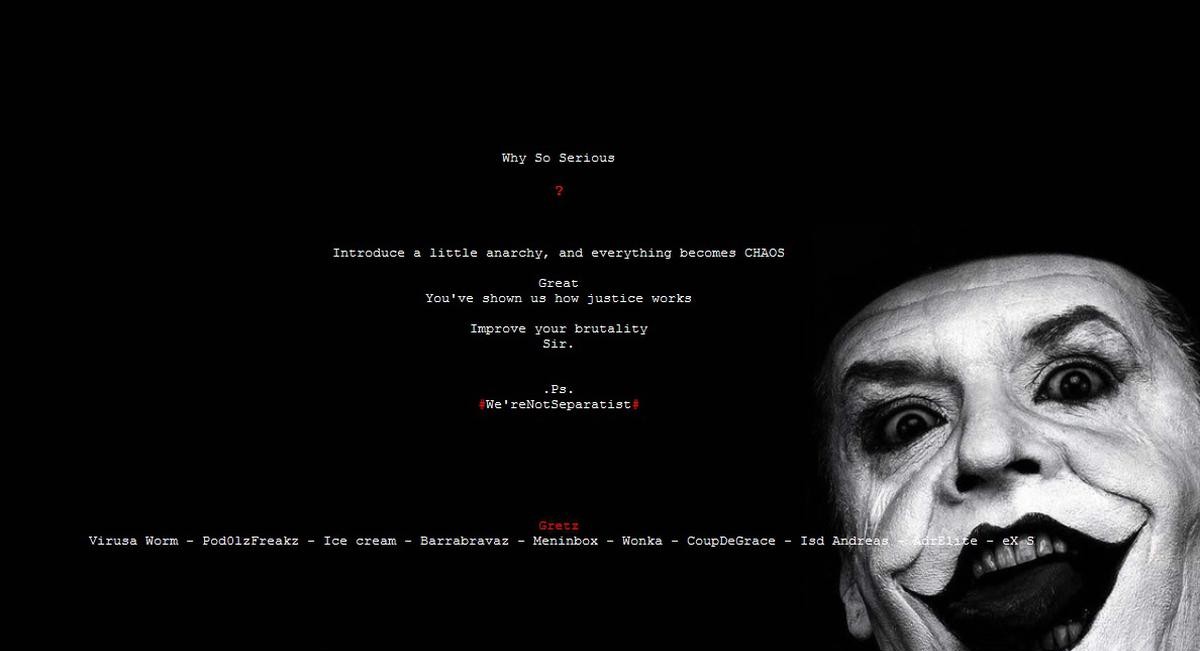 Why So Serious
?
Introduce a little anarchy, and everything becomes CHAOS
Great
You've shown us how justice works
Improve your brutality
Sir.
.Ps.
#We'reNotSeparatist#
Gretz
Virusa Worm - Pod0lzFreakz - Ice cream - Barrabravaz - Meninbox - Wonka - CoupDeGrace - Isd Andreas - AdrElite - eX S